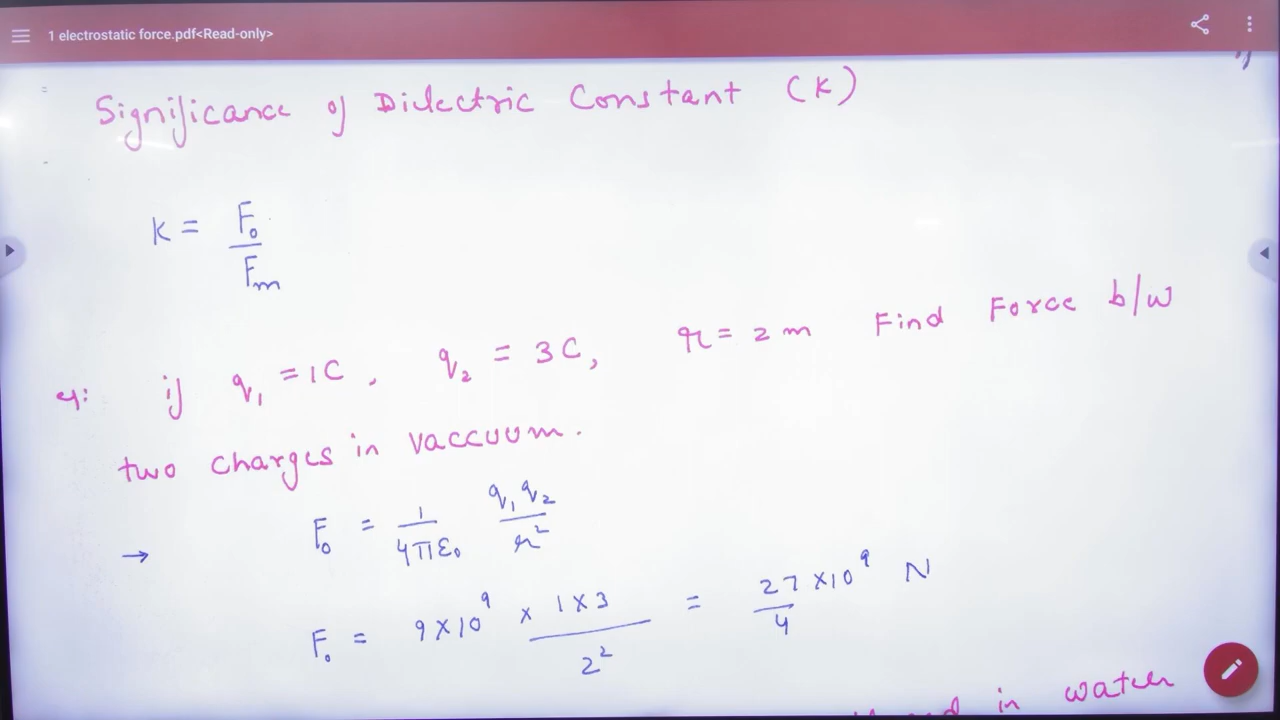 1 electrostatic force.pdf<Read-only>
Significance of Dielectric Constant (K)
K = F₀/Fm
eg: if q₁ = 1C, q₂ = 3C, r = 2 m Find Force b/w
two charges in vaccuum.
→ F₀ = 1/4πε₀ q₁q₂/r²
F₀ = 9×10⁹ × 1×3/2² = 27/4 ×10⁹ N
in water